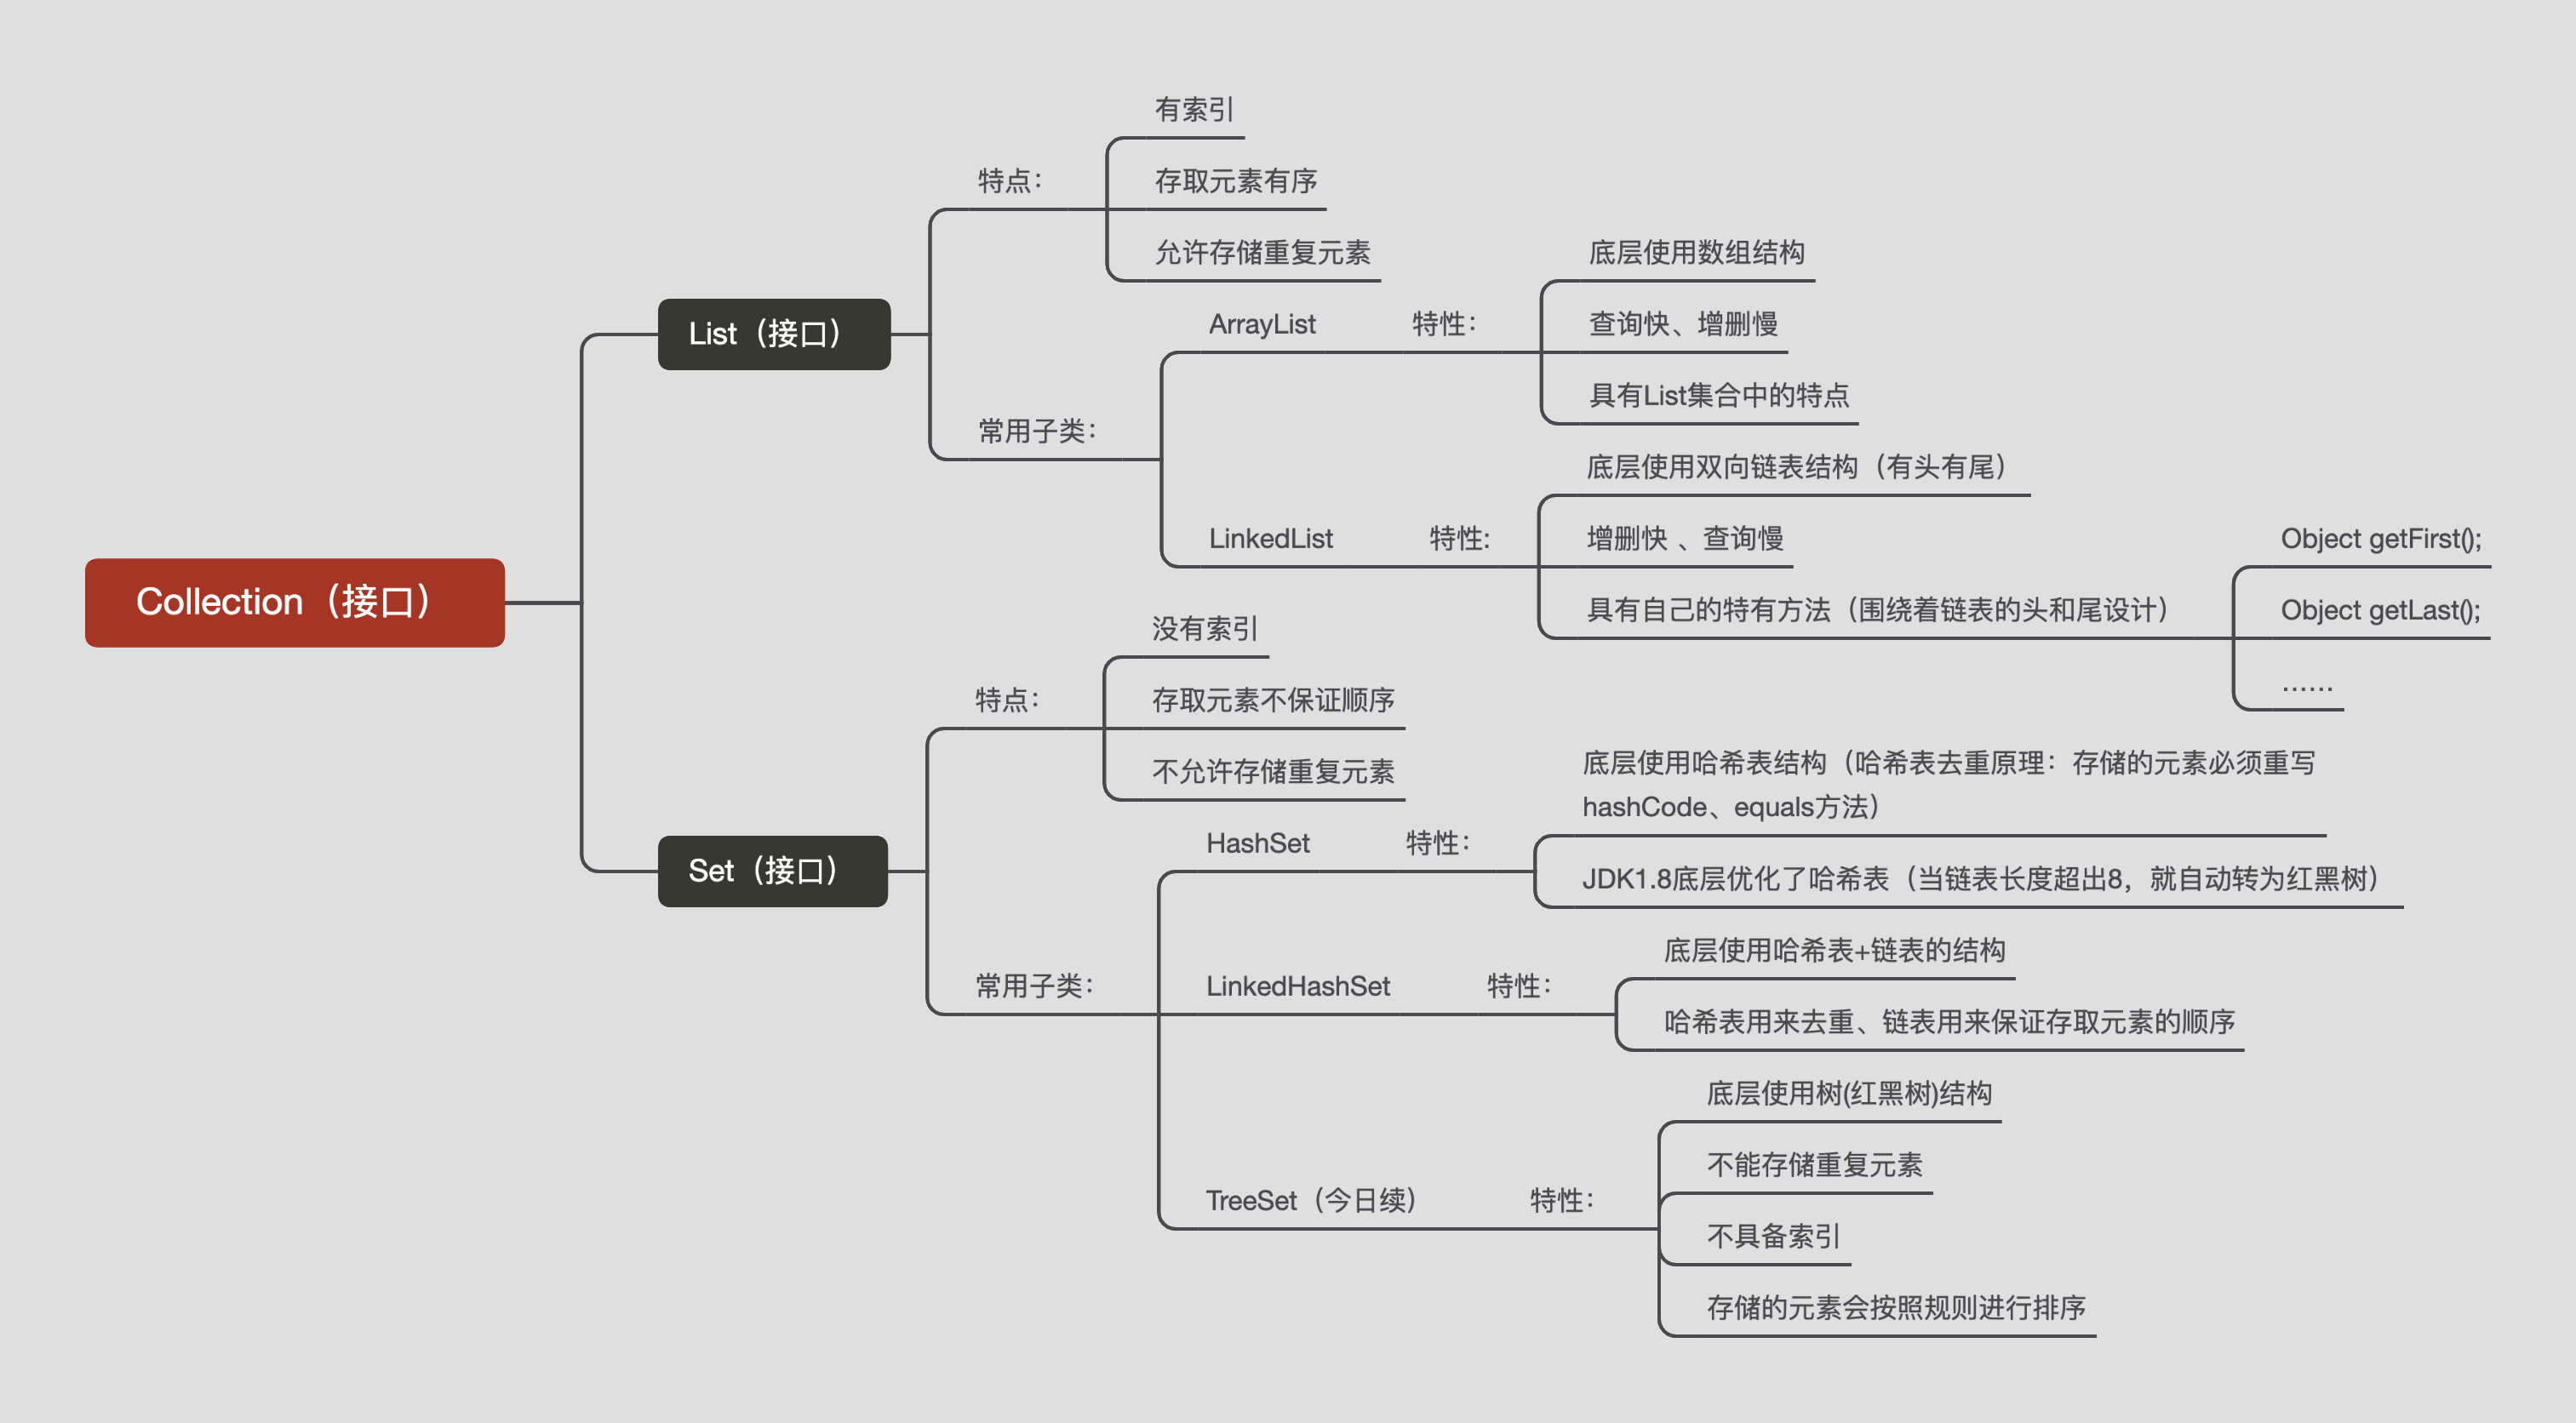 Collection（接口）
List（接口）
特点：
有索引
存取元素有序
允许存储重复元素
常用子类：
ArrayList
特性：
底层使用数组结构
查询快、增删慢
具有List集合中的特点
LinkedList
特性:
底层使用双向链表结构（有头有尾）
增删快 、查询慢
具有自己的特有方法（围绕着链表的头和尾设计）
Object getFirst();
Object getLast();
......
Set（接口）
特点：
没有索引
存取元素不保证顺序
不允许存储重复元素
常用子类：
HashSet
特性：
底层使用哈希表结构（哈希表去重原理：存储的元素必须重写
hashCode、equals方法）
JDK1.8底层优化了哈希表（当链表长度超出8，就自动转为红黑树）
LinkedHashSet
特性：
底层使用哈希表+链表的结构
哈希表用来去重、链表用来保证存取元素的顺序
TreeSet（今日续）
特性：
底层使用树(红黑树)结构
不能存储重复元素
不具备索引
存储的元素会按照规则进行排序